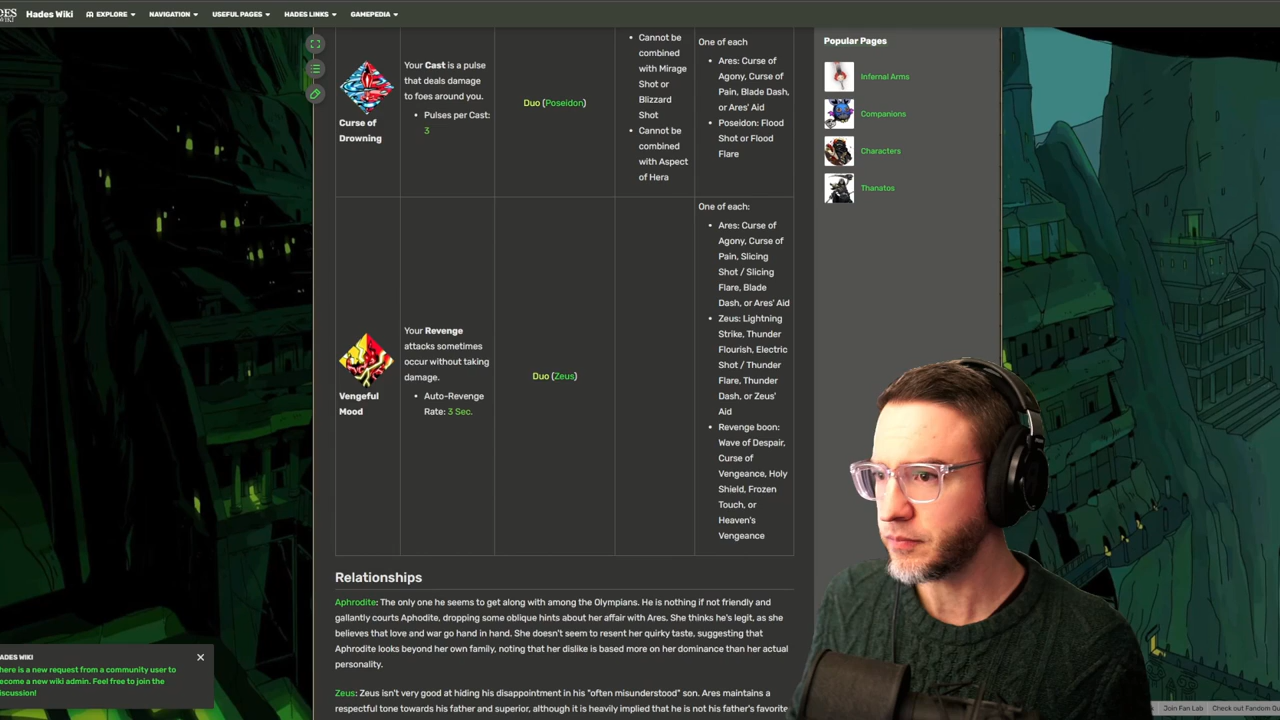 Hades Wiki
EXPLORE
NAVIGATION
USEFUL PAGES
HADES LINKS
GAMEPEDIA
Curse of
Drowning
Your Cast is a pulse
that deals damage
to foes around you.
• Pulses per Cast:
3
Duo (Poseidon)
• Cannot be
combined
with Mirage
Shot or
Blizzard
Shot
• Cannot be
combined
with Aspect
of Hera
One of each
• Ares: Curse of
Agony, Curse of
Pain, Blade Dash,
or Ares' Aid
• Poseidon: Flood
Shot or Flood
Flare
Vengeful
Mood
Your Revenge
attacks sometimes
occur without taking
damage.
• Auto-Revenge
Rate: 3 Sec.
Duo (Zeus)
One of each:
• Ares: Curse of
Agony, Curse of
Pain, Slicing
Shot / Slicing
Flare, Blade
Dash, or Ares' Aid
• Zeus: Lightning
Strike, Thunder
Flourish, Electric
Shot / Thunder
Flare, Thunder
Dash, or Zeus'
Aid
• Revenge boon:
Wave of Despair,
Curse of
Vengeance, Holy
Shield, Frozen
Touch, or
Heaven's
Vengeance
Relationships
Aphrodite: The only one he seems to get along with among the Olympians. He is nothing if not friendly and
gallantly courts Aphrodite, dropping some oblique hints about her affair with Ares. She thinks he's legit, as she
believes that love and war go hand in hand. She doesn't seem to resent her quirky taste, suggesting that
Aphrodite looks beyond her own family, noting that her dislike is based more on her dominance than her actual
personality.
Zeus: Zeus isn't very good at hiding his disappointment in his "often misunderstood" son. Ares maintains a
respectful tone towards his father and superior, although it is heavily implied that he is not his father's favorite
Popular Pages
Infernal Arms
Companions
Characters
Thanatos
ADES WIKI
here is a new request from a community user to
ecome a new wiki admin. Feel free to join the
iscussion!
Join Fan Lab
Check out Fandom Qu